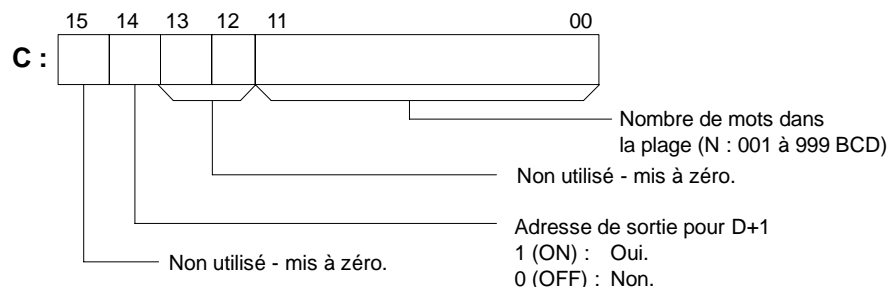 15 14 13 12 11 00
C :
Nombre de mots dans
la plage (N : 001 à 999 BCD)
Non utilisé - mis à zéro.
Adresse de sortie pour D+1
1 (ON) : Oui.
0 (OFF) : Non.
Non utilisé - mis à zéro.